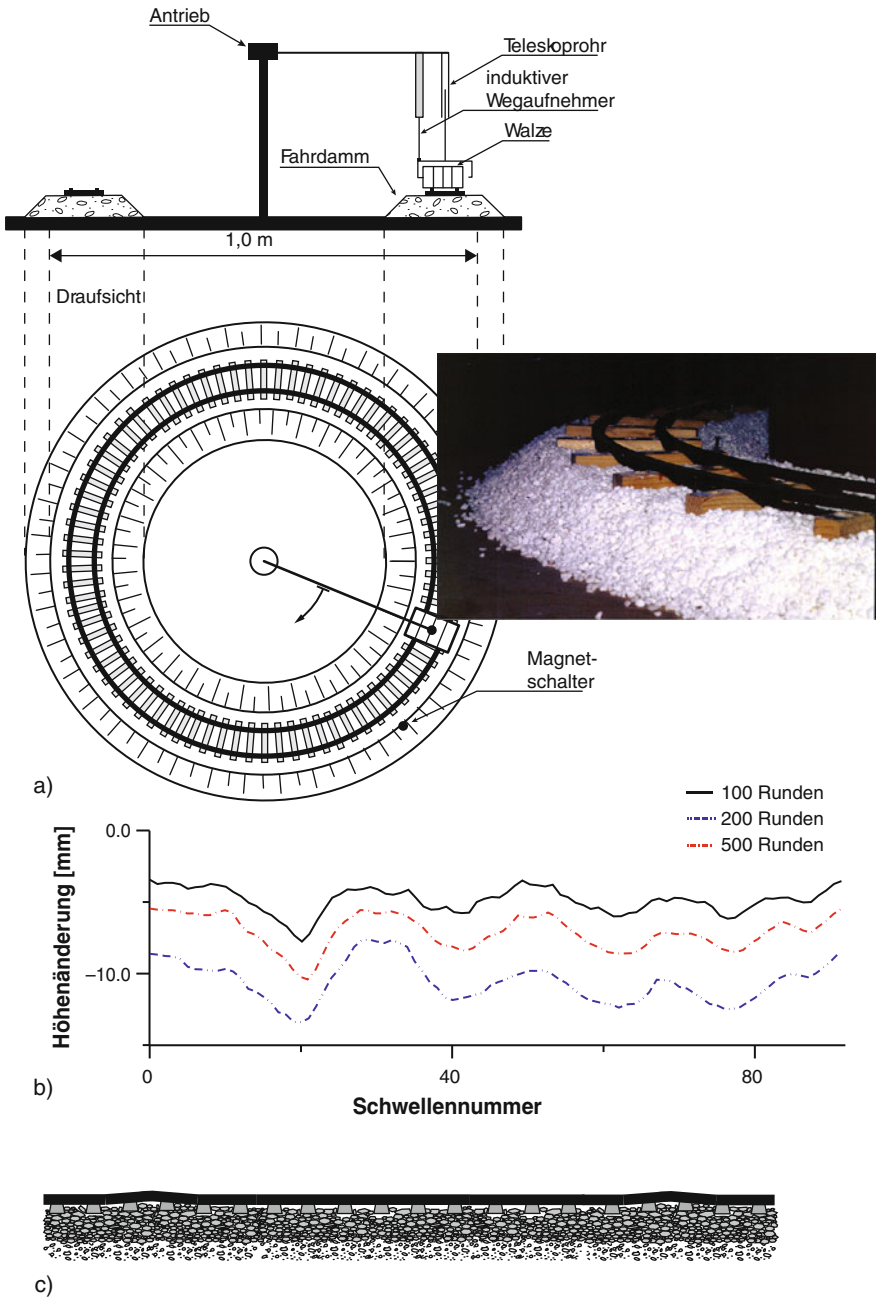 Antrieb
Teleskoprohr
induktiver
Wegaufnehmer
Walze
Fahrdamm
1,0 m
Draufsicht
Magnet-
schalter
a)
100 Runden
200 Runden
500 Runden
0.0
Höhenänderung [mm]
−10.0
0
40
80
b)
Schwellennummer
c)